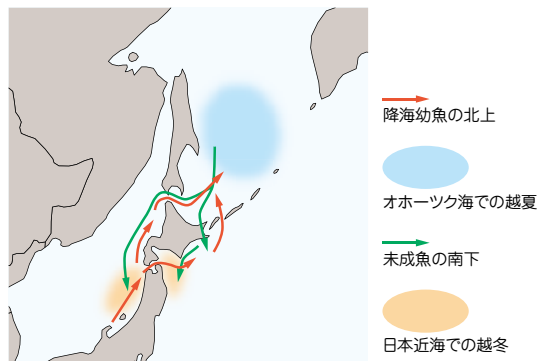 降海幼魚の北上
オホーツク海での越夏
未成魚の南下
日本近海での越冬